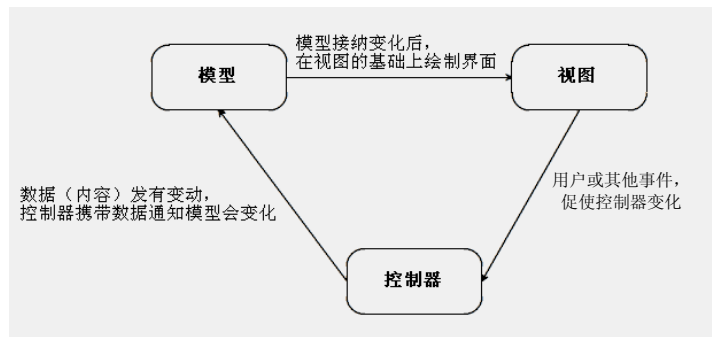 模型接纳变化后，
在视图的基础上绘制界面
模型
视图
数据（内容）发有变动，
控制器携带数据通知模型会变化
用户或其他事件，
促使控制器变化
控制器